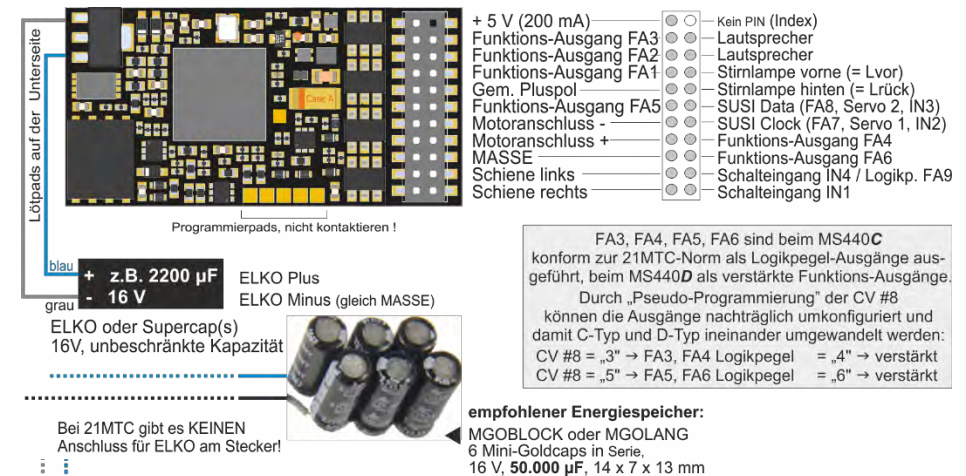 Lötpads auf der Unterseite
Case A
Programmierpads, nicht kontaktieren !
blau
grau
+ z.B. 2200 µF
- 16 V
ELKO Plus
ELKO Minus (gleich MASSE)
ELKO oder Supercap(s)
16V, unbeschränkte Kapazität
Bei 21MTC gibt es KEINEN
Anschluss für ELKO am Stecker!
+ 5 V (200 mA)
Funktions-Ausgang FA3
Funktions-Ausgang FA2
Funktions-Ausgang FA1
Gem. Pluspol
Funktions-Ausgang FA5
Motoranschluss -
Motoranschluss +
MASSE
Schiene links
Schiene rechts
Kein PIN (Index)
Lautsprecher
Lautsprecher
Stirnlampe vorne (= Lvor)
Stirnlampe hinten (= Lrück)
SUSI Data (FA8, Servo 2, IN3)
SUSI Clock (FA7, Servo 1, IN2)
Funktions-Ausgang FA4
Funktions-Ausgang FA6
Schalteingang IN4 / Logikp. FA9
Schalteingang IN1
FA3, FA4, FA5, FA6 sind beim MS440C
konform zur 21MTC-Norm als Logikpegel-Ausgänge aus-
geführt, beim MS440D als verstärkte Funktions-Ausgänge.
Durch „Pseudo-Programmierung" der CV #8
können die Ausgänge nachträglich umkonfiguriert und
damit C-Typ und D-Typ ineinander umgewandelt werden:
CV #8 = „3" → FA3, FA4 Logikpegel = „4" → verstärkt
CV #8 = „5" → FA5, FA6 Logikpegel = „6" → verstärkt
empfohlener Energiespeicher:
MGOBLOCK oder MGOLANG
6 Mini-Goldcaps in Serie,
16 V, 50.000 µF, 14 x 7 x 13 mm